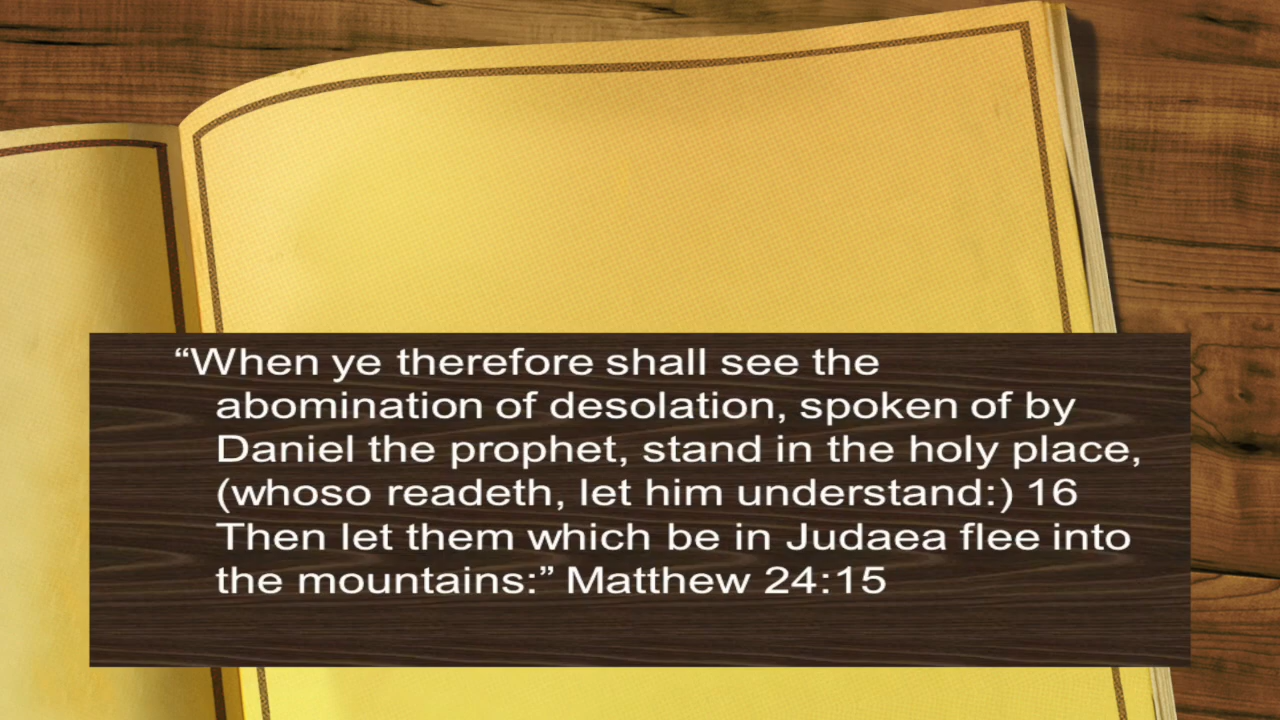 “When ye therefore shall see the
abomination of desolation, spoken of by
Daniel the prophet, stand in the holy place,
(whoso readeth, let him understand:) 16
Then let them which be in Judaea flee into
the mountains:” Matthew 24:15